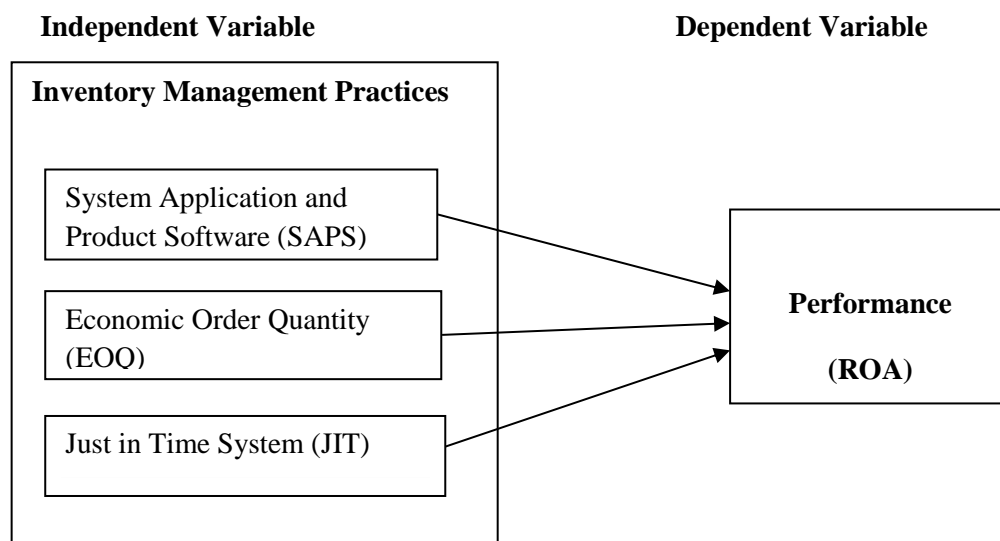 Independent Variable
Dependent Variable
Inventory Management Practices
System Application and
Product Software (SAPS)
Economic Order Quantity
(EOQ)
Just in Time System (JIT)
Performance
(ROA)